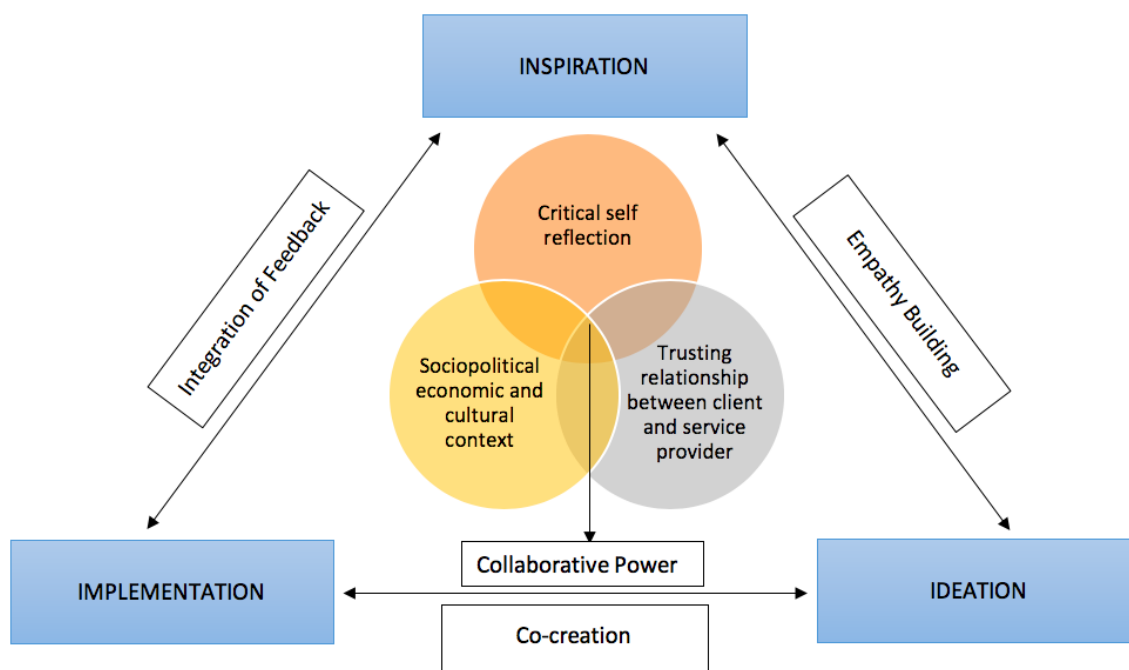 INSPIRATION
Critical self
reflection
Integration of Feedback
Empathy Building
Sociopolitical
economic and
cultural
context
Trusting
relationship
between client
and service
provider
IMPLEMENTATION
Collaborative Power
IDEATION
Co-creation